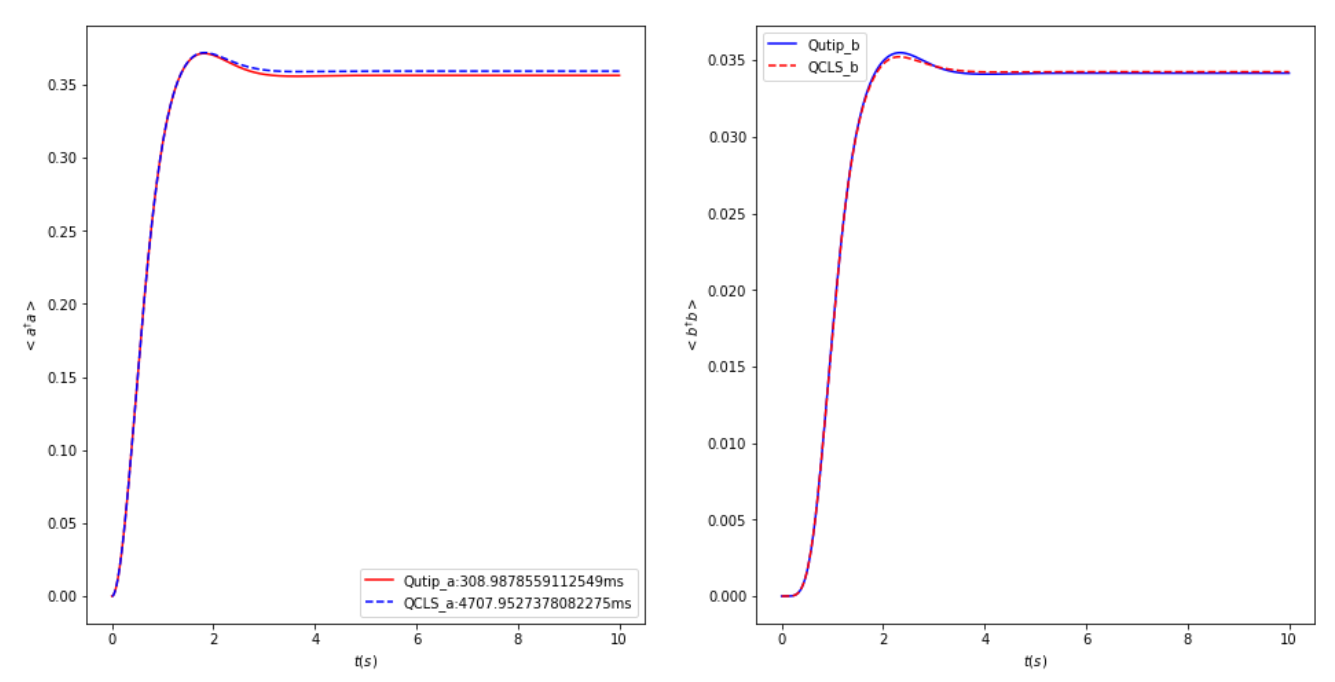 0.35
0.30
0.25
0.20
0.15
0.10
0.05
0.00
< a†a >
0 2 4 6 8 10
t(s)
Qutip_a:308.9878559112549ms
QCLS_a:4707.9527378082275ms
Qutip_b
QCLS_b
0.035
0.030
0.025
0.020
0.015
0.010
0.005
0.000
< b†b >
0 2 4 6 8 10
t(s)